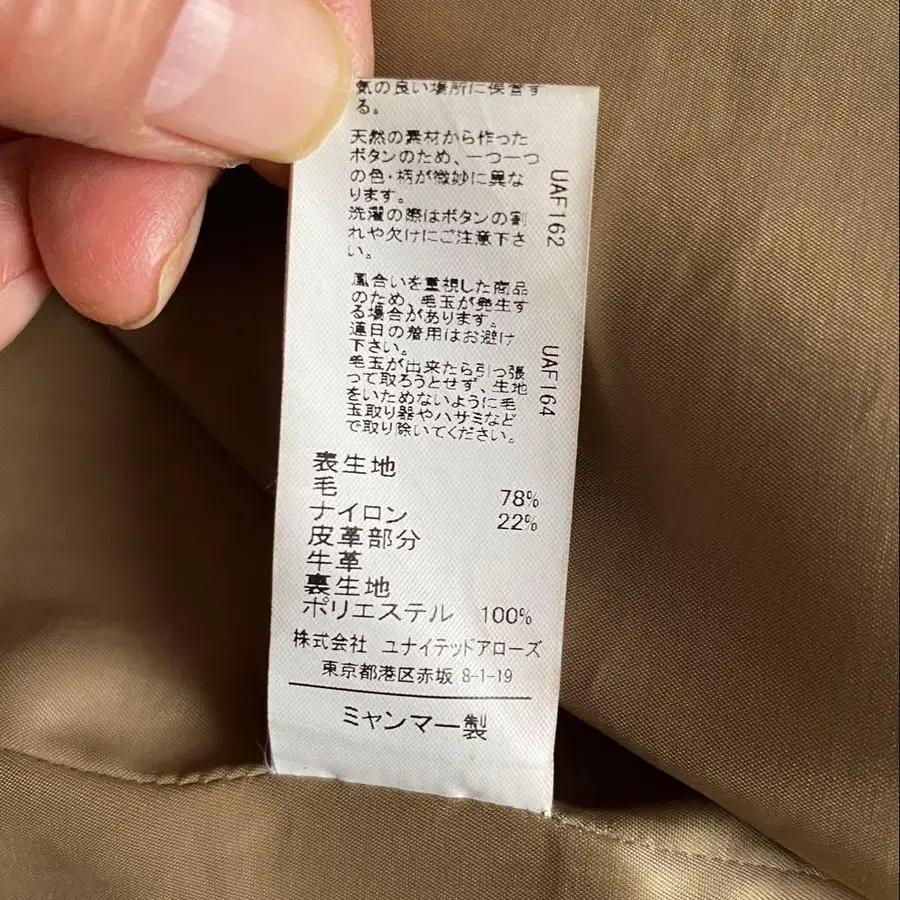 気の良い場所に保管す
る。
天然の素材から作った
ボタンのため、一つ一つ
の色・柄が微妙に異な
ります。
洗濯の際はボタンの割
れや欠けにご注意下さ
い。
風合いを重視した商品
のため、毛玉が発生す
る場合があります。
連日の着用はお避け
下さい。
毛玉が出来たら引っ張
って取ろうとせず、生地
をいためないように毛
玉取り器やハサミなど
で取り除いてください。
UAF162
UAF164
表生地
毛 78%
ナイロン 22%
皮革部分
牛革
裏生地
ポリエステル 100%
株式会社 ユナイテッドアローズ
東京都港区赤坂 8-1-19
ミャンマー製